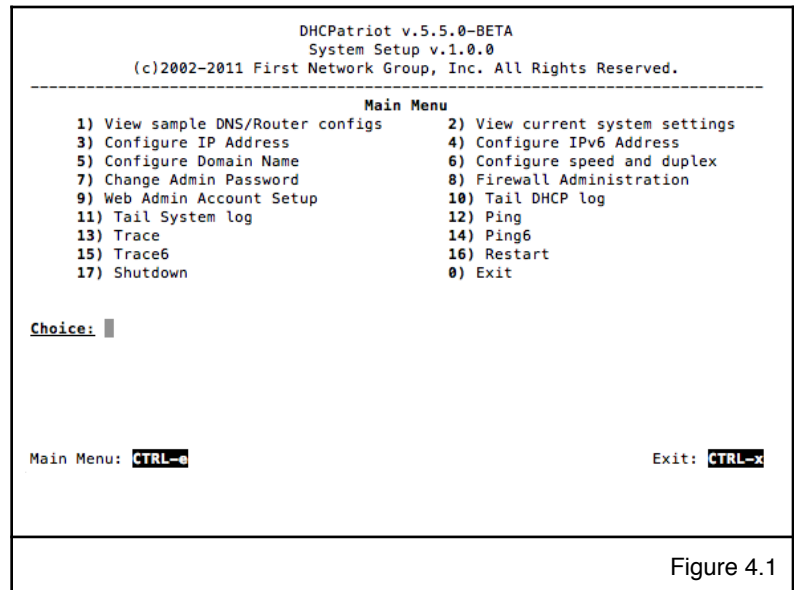 DHCPatriot v.5.5.0-BETA
System Setup v.1.0.0
(c)2002-2011 First Network Group, Inc. All Rights Reserved.
Main Menu
1) View sample DNS/Router configs 2) View current system settings
3) Configure IP Address 4) Configure IPv6 Address
5) Configure Domain Name 6) Configure speed and duplex
7) Change Admin Password 8) Firewall Administration
9) Web Admin Account Setup 10) Tail DHCP log
11) Tail System log 12) Ping
13) Trace 14) Ping6
15) Trace6 16) Restart
17) Shutdown 0) Exit
Choice:
Main Menu: CTRL-e Exit: CTRL-x
Figure 4.1